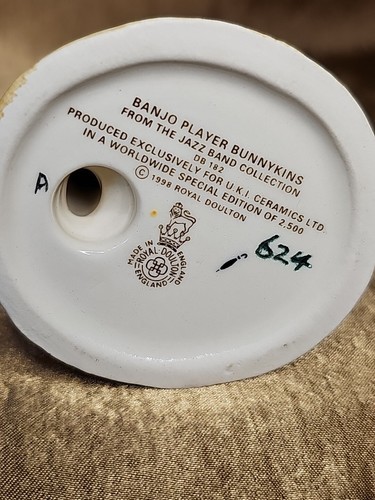 BANJO PLAYER BUNNYKINS
FROM THE JAZZ BAND COLLECTION
DB 182
PRODUCED EXCLUSIVELY FOR U.K.I. CERAMICS LTD.
IN A WORLDWIDE SPECIAL EDITION OF 2,500
© 1998 ROYAL DOULTON
A
MADE IN ENGLAND
ROYAL DOULTON
ENGLAND
624